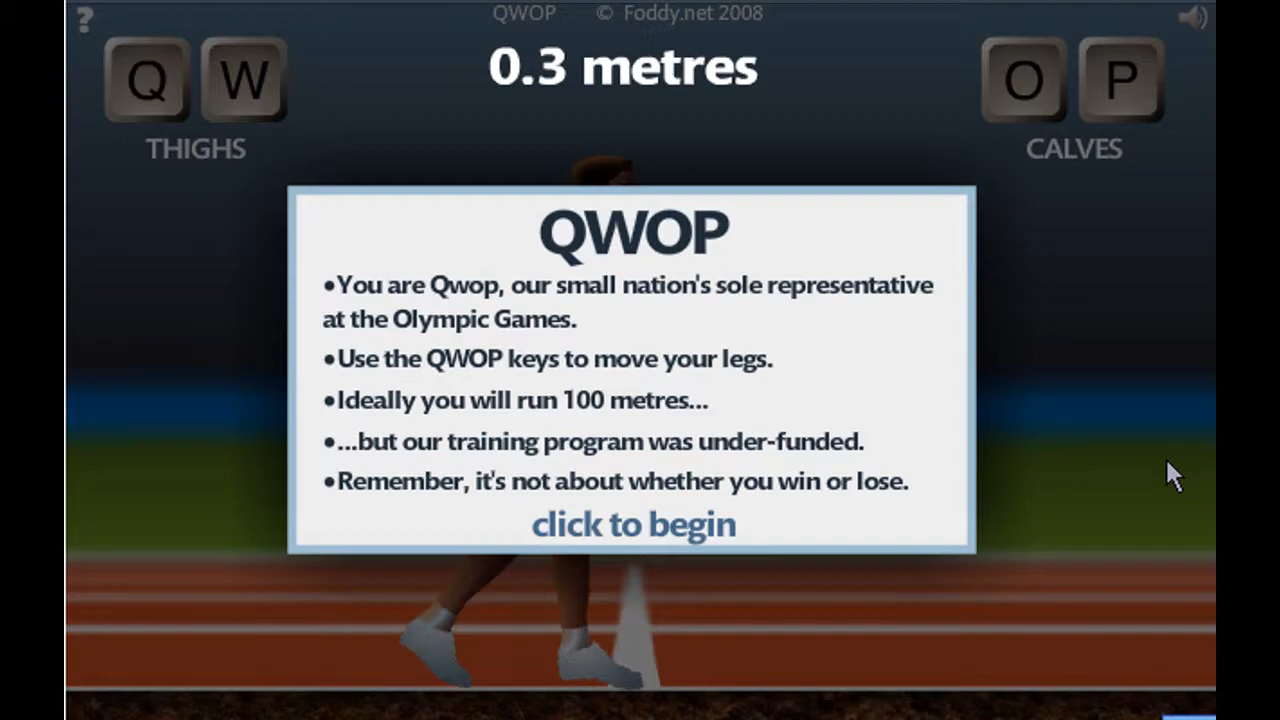 QWOP © Foddy.net 2008
?
Q W
0.3 metres
O P
THIGHS
CALVES
QWOP
•You are Qwop, our small nation's sole representative
at the Olympic Games.
•Use the QWOP keys to move your legs.
•Ideally you will run 100 metres...
•...but our training program was under-funded.
•Remember, it's not about whether you win or lose.
click to begin